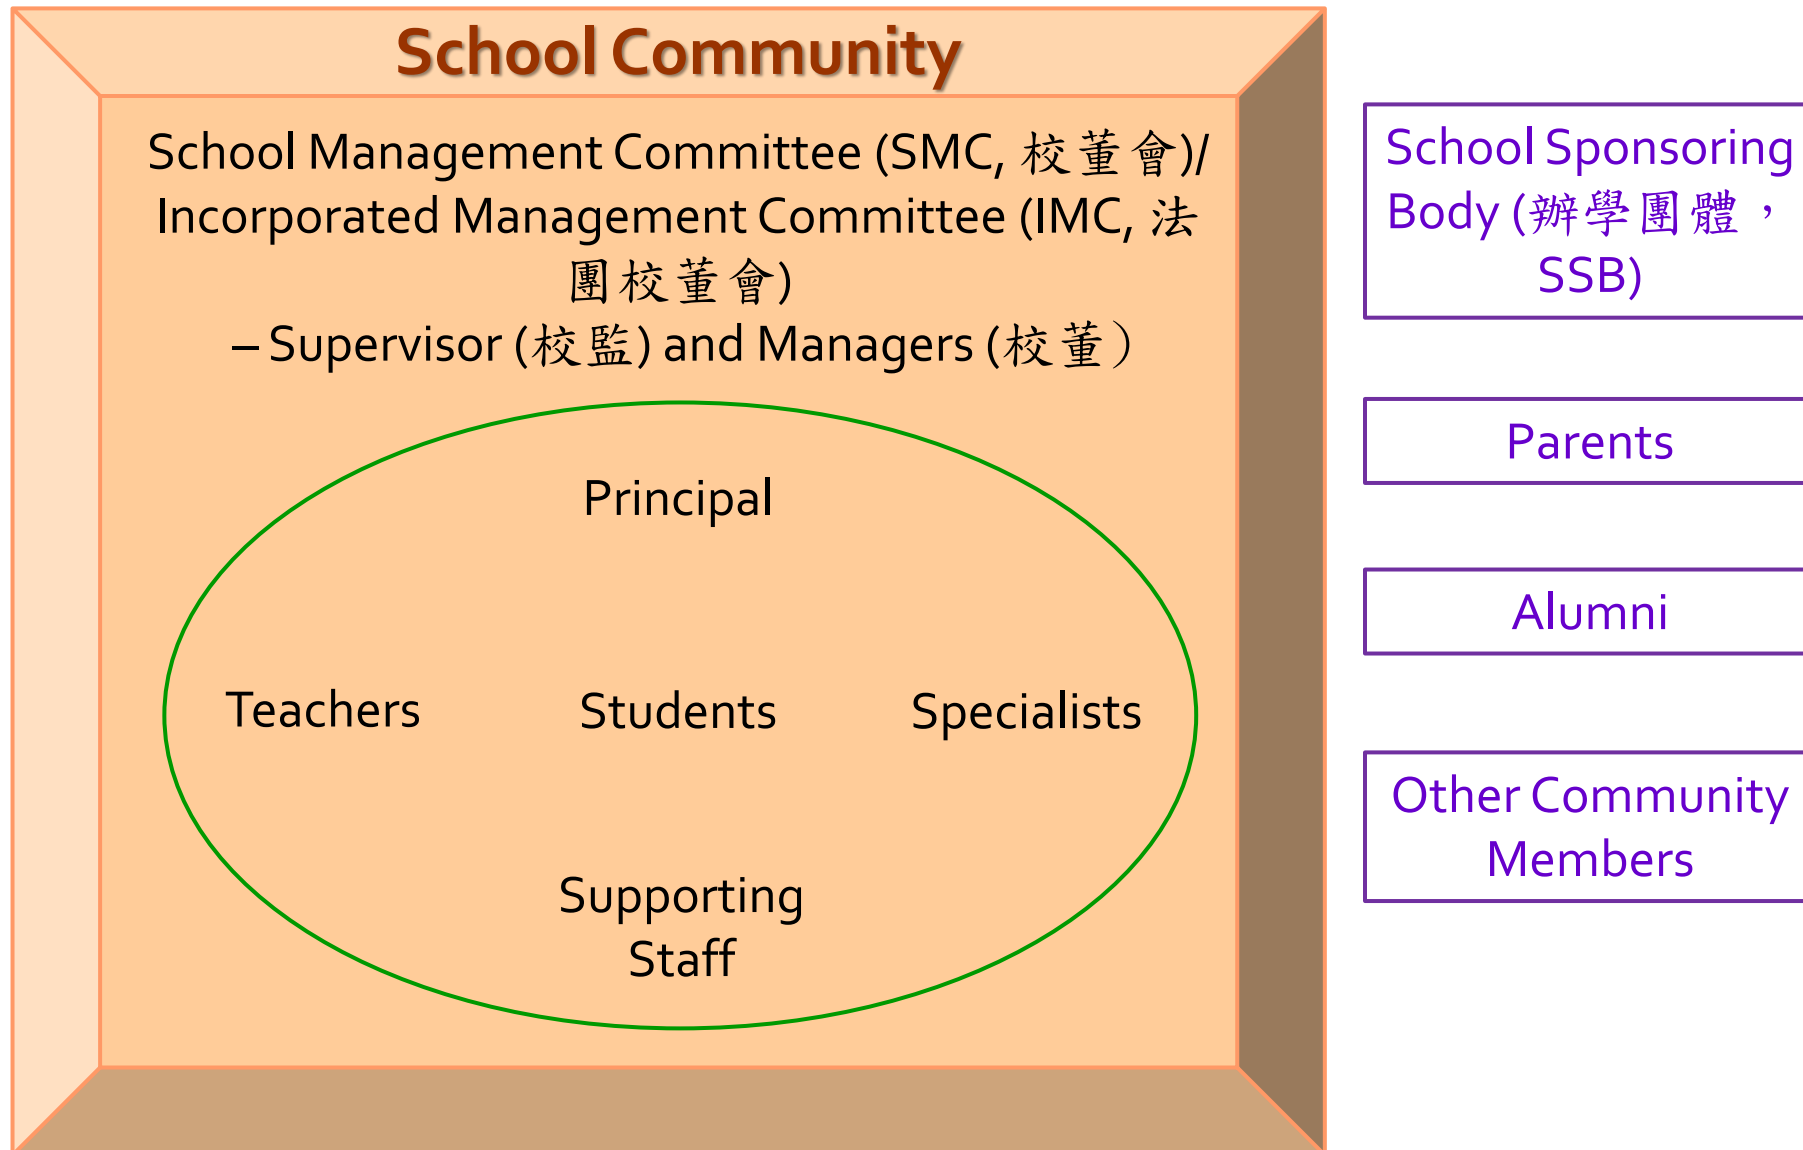 School Community
School Management Committee (SMC, 校董會)/
Incorporated Management Committee (IMC, 法
團校董會)
– Supervisor (校監) and Managers (校董）
Principal
Teachers
Students
Specialists
Supporting
Staff
School Sponsoring
Body (辦學團體，
SSB)
Parents
Alumni
Other Community
Members